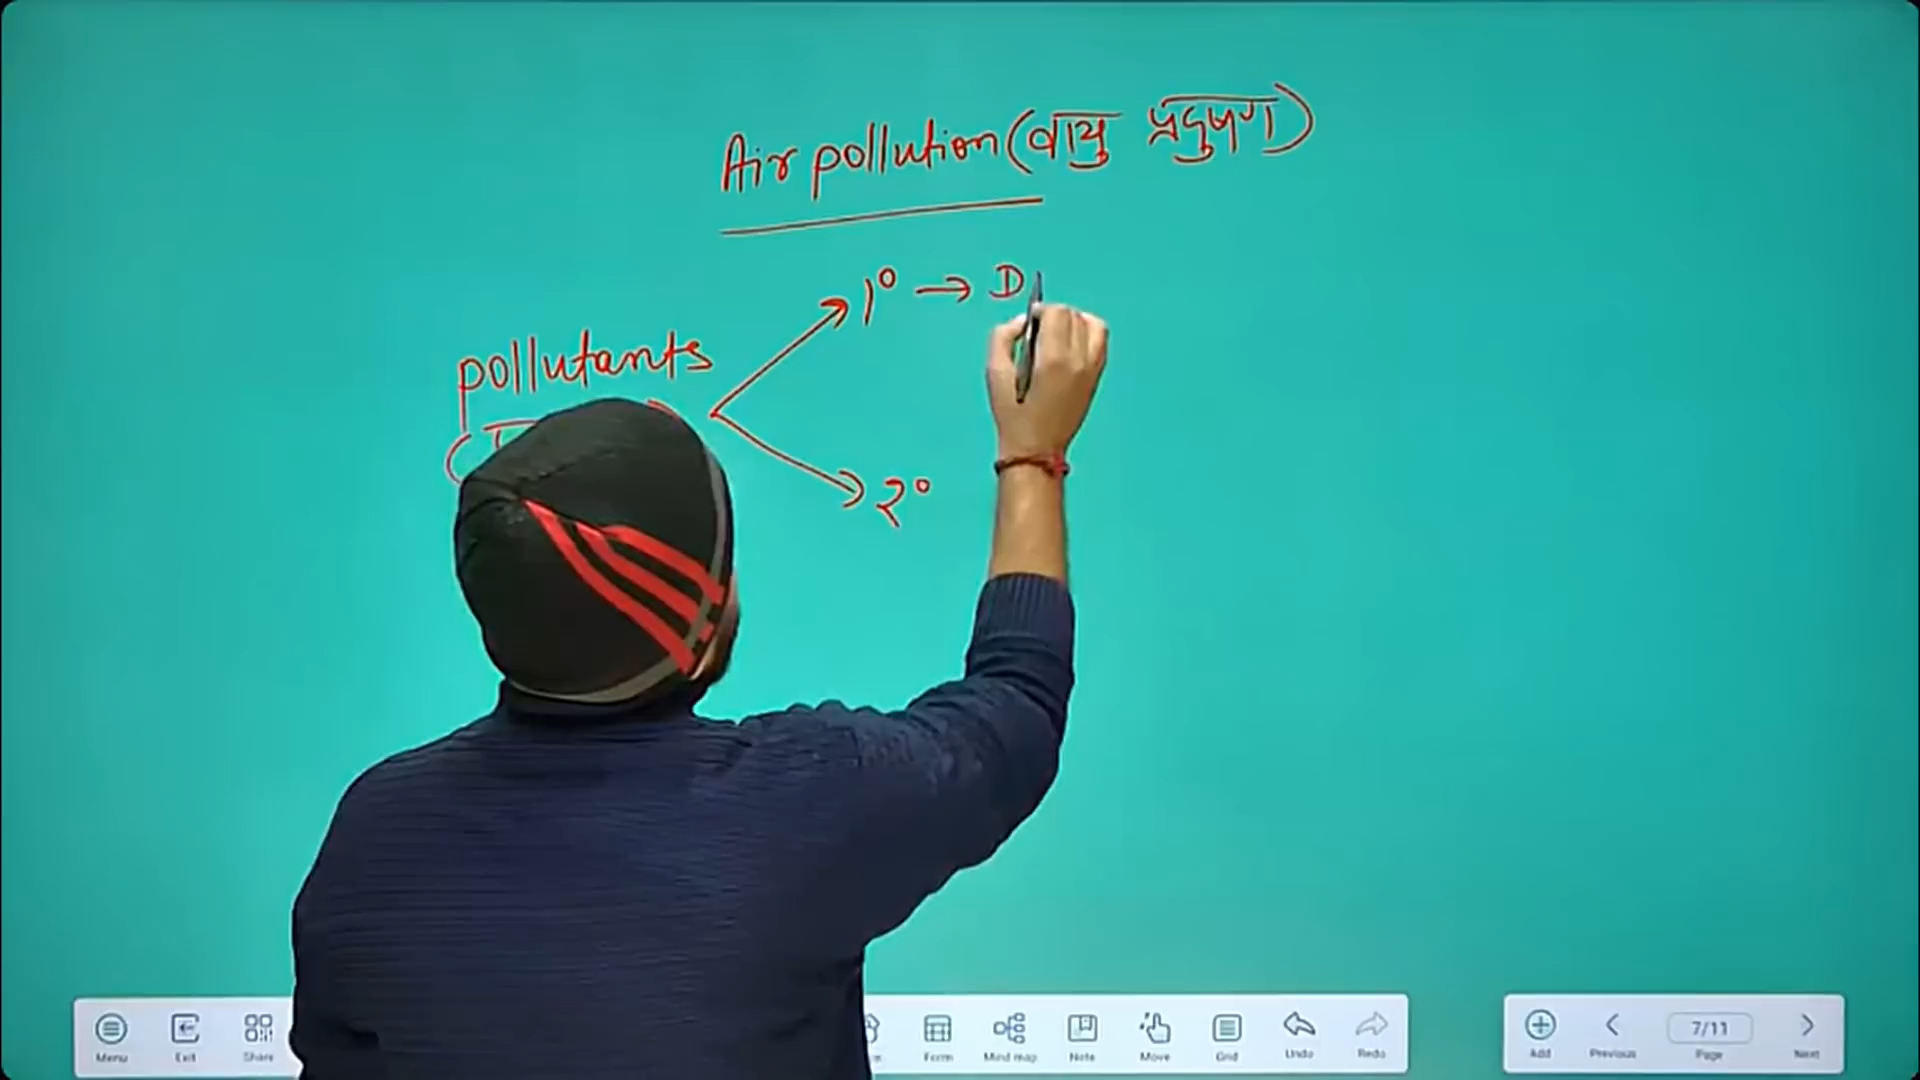 Air pollution (वायु प्रदुषण)
1° → D
pollutants
(
2°
Menu Exit Share Form Mind map Note Move Grid Undo Redo Add Previous 7/11 Page Next